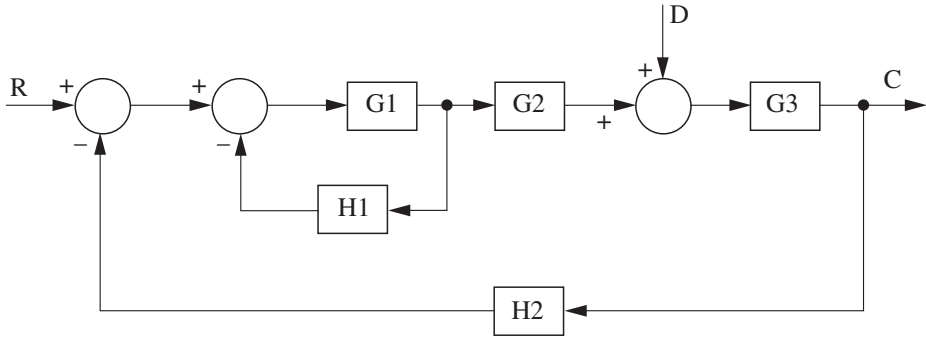 D
R + + G1 G2 + + G3 C
− −
H1
H2